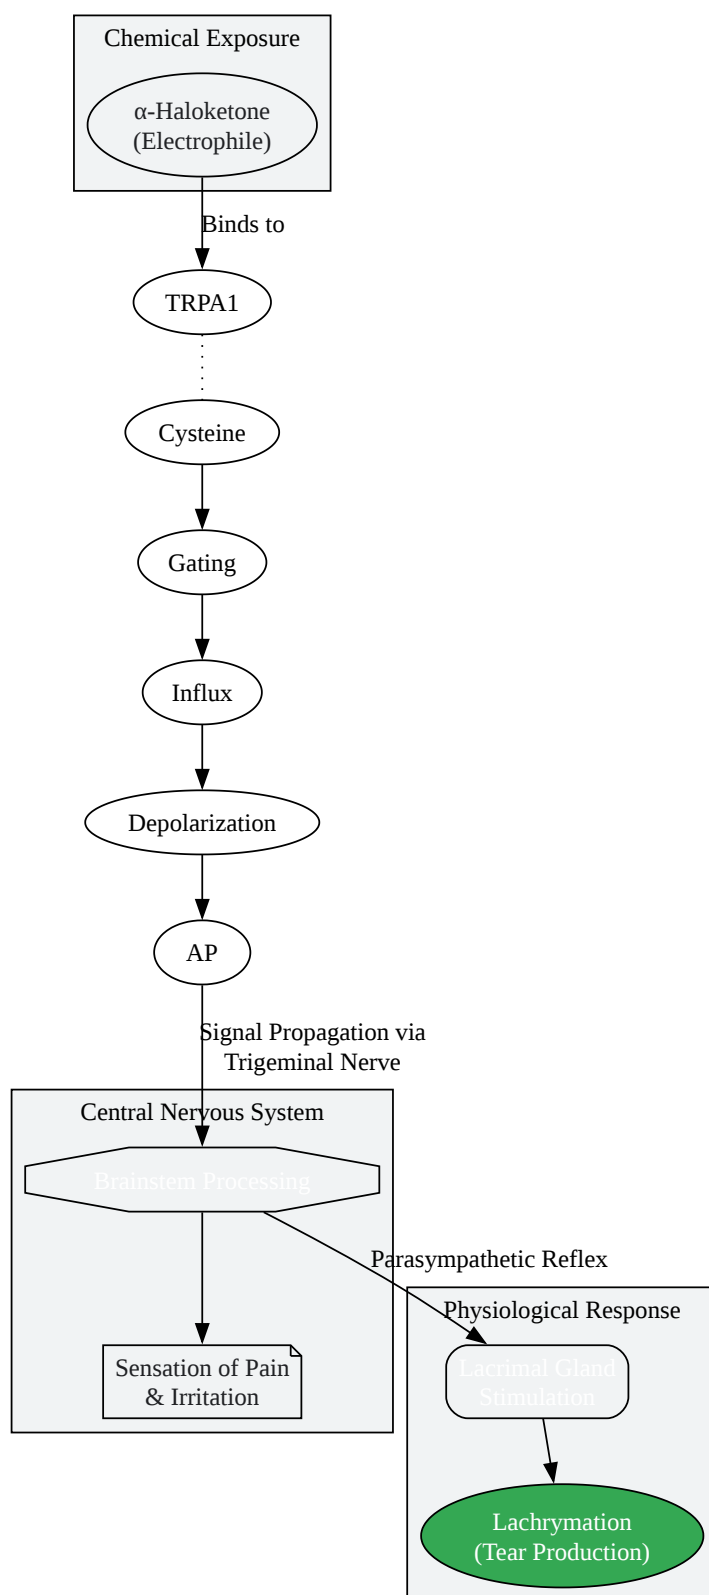 Chemical Exposure
α-Haloketone
(Electrophile)
Binds to
TRPA1
Cysteine
Gating
Influx
Depolarization
AP
Signal Propagation via
Trigeminal Nerve
Central Nervous System
Brainstem Processing
Parasympathetic Reflex
Physiological Response
Sensation of Pain
& Irritation
Lacrimal Gland
Stimulation
Lachrymation
(Tear Production)